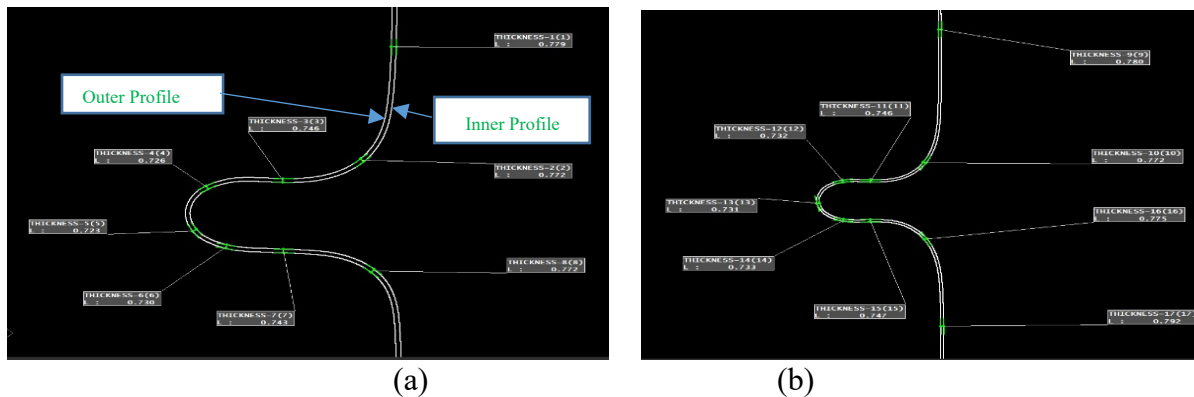 THICKNESS-1(1)
L : 0.779
Outer Profile
Inner Profile
THICKNESS-3(3)
L : 0.746
THICKNESS-4(4)
L : 0.726
THICKNESS-2(2)
L : 0.772
THICKNESS-5(5)
L : 0.723
THICKNESS-8(8)
L : 0.772
THICKNESS-6(6)
L : 0.730
THICKNESS-7(7)
L : 0.743
(a)
THICKNESS-9(9)
L : 0.780
THICKNESS-11(11)
L : 0.746
THICKNESS-12(12)
L : 0.732
THICKNESS-10(10)
L : 0.772
THICKNESS-13(13)
L : 0.731
THICKNESS-16(16)
L : 0.775
THICKNESS-14(14)
L : 0.733
THICKNESS-15(15)
L : 0.747
THICKNESS-17(17)
L : 0.792
(b)